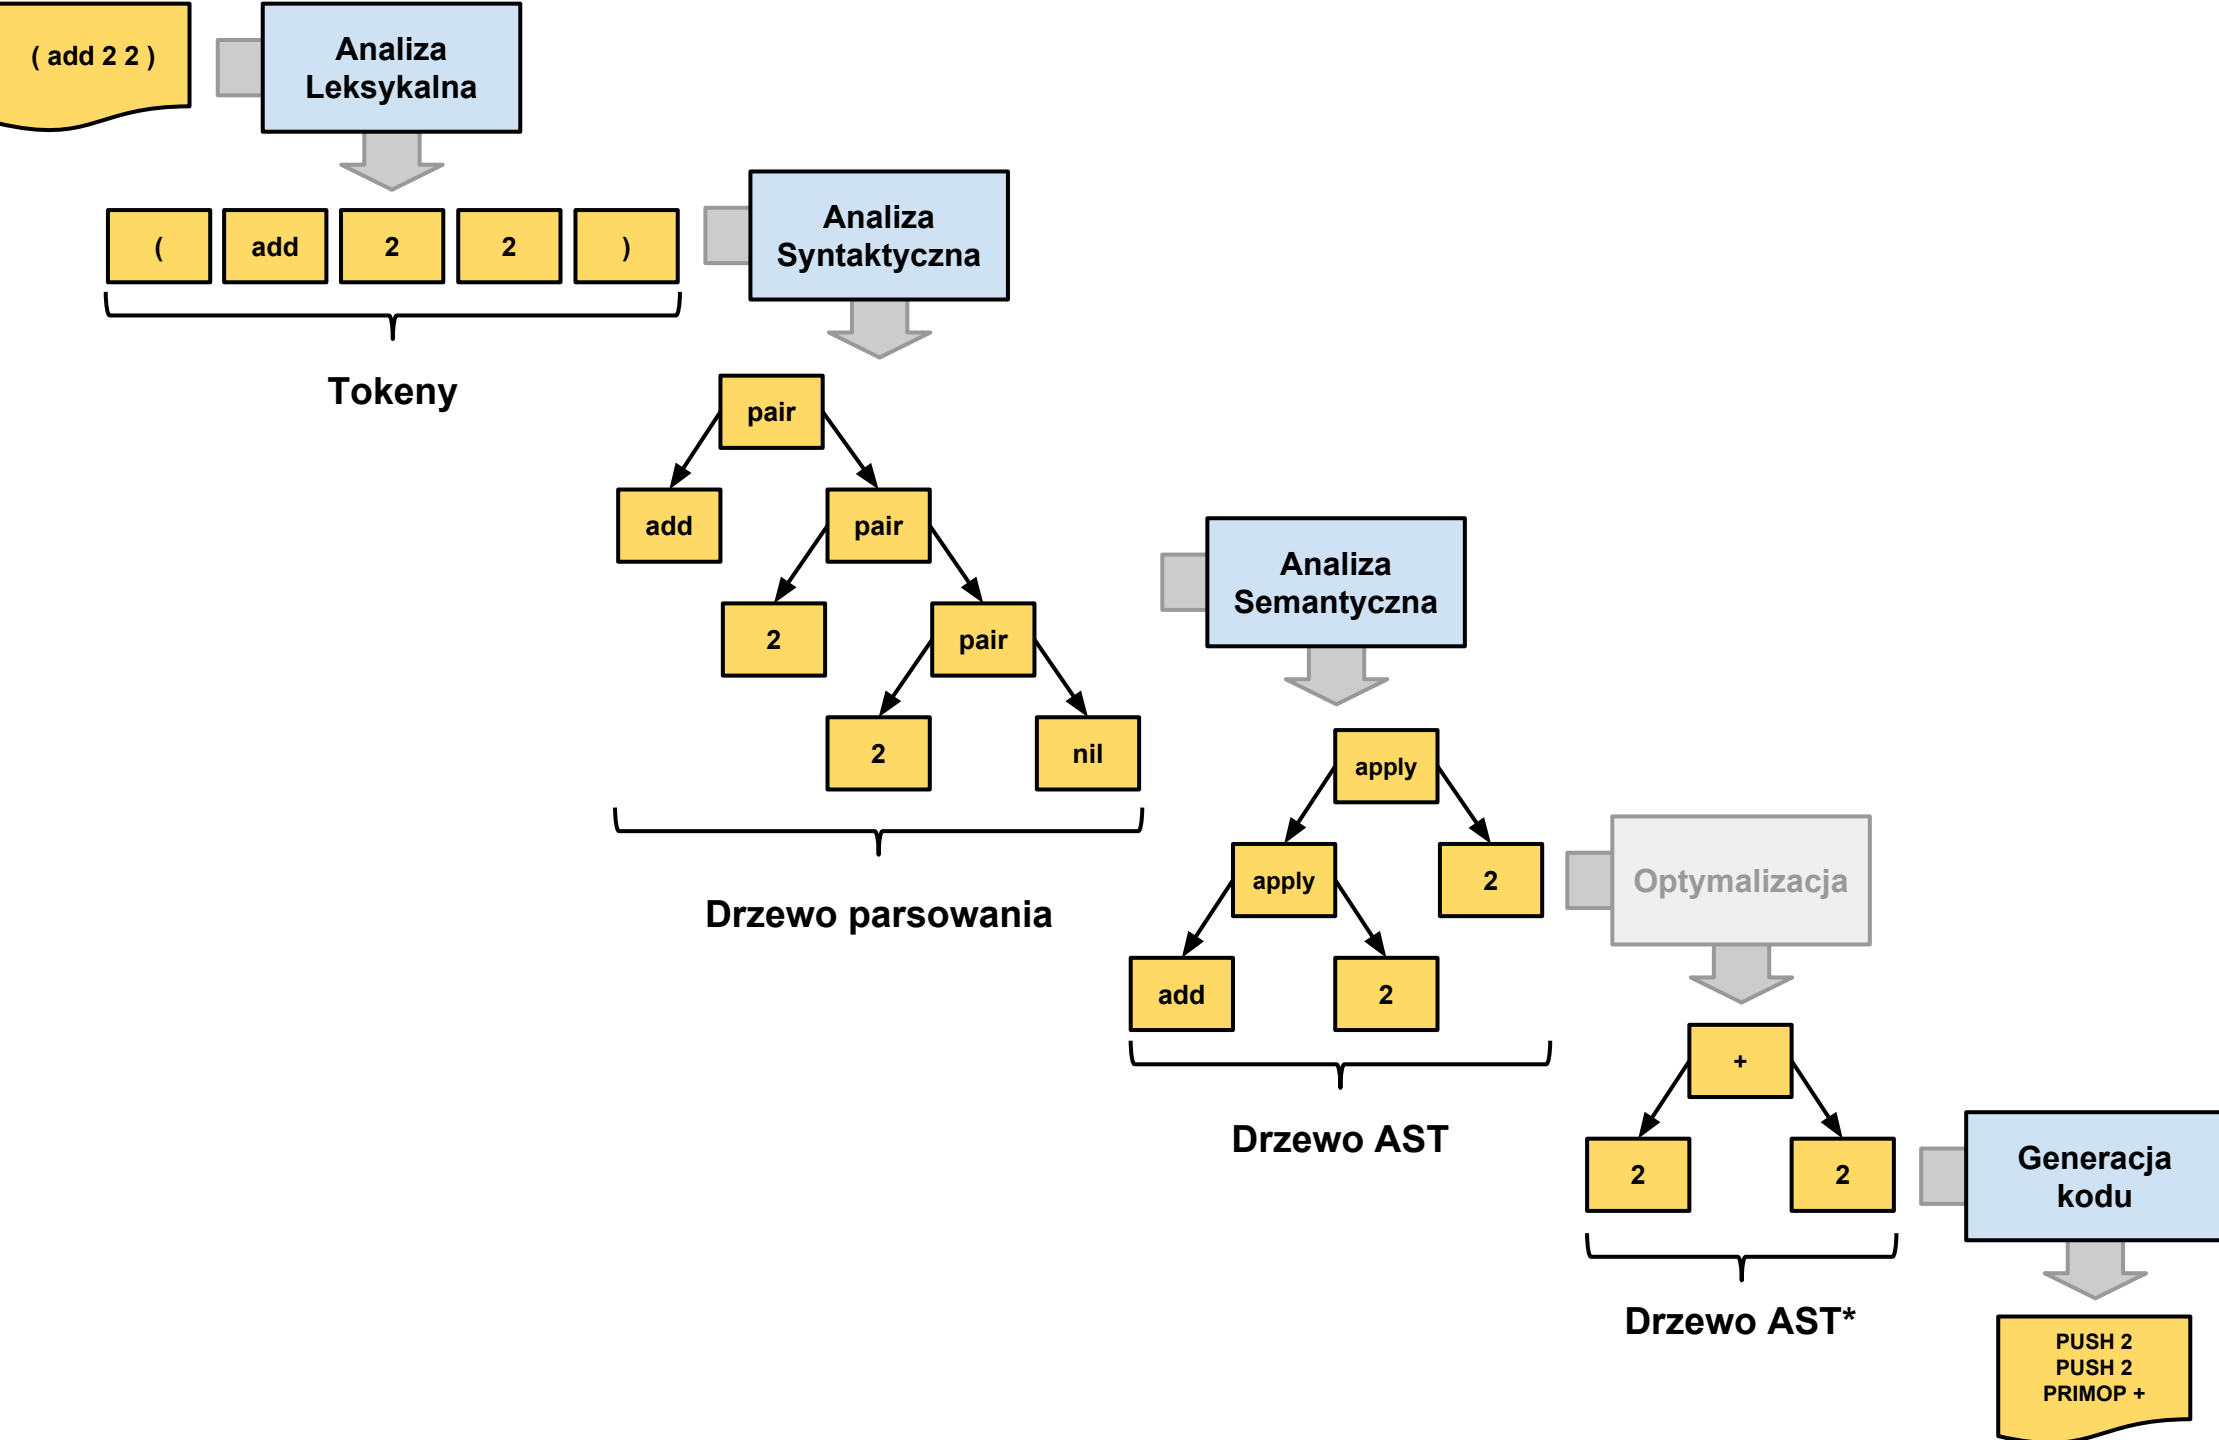 ( add 2 2 )
Analiza
Leksykalna
( add 2 2 )
Analiza
Syntaktyczna
Tokeny
pair
add pair
2 pair
2 nil
Drzewo parsowania
Analiza
Semantyczna
apply
apply 2
add 2
Drzewo AST
Optymalizacja
+
2 2
Drzewo AST*
Generacja
kodu
PUSH 2
PUSH 2
PRIMOP +